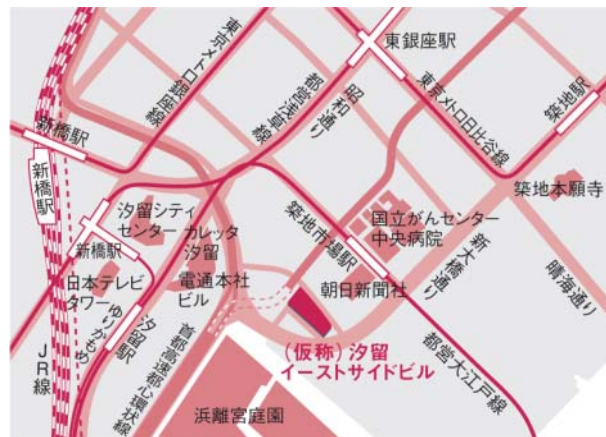 東京メトロ銀座線
都営浅草線
昭和通り
東銀座駅
東京メトロ日比谷線
築地駅
新橋駅
新橋駅
汐留シティ
センター
カレッタ
汐留
新橋駅
日本テレビ
タワー
ゆりかもめ
汐留駅
電通本社
ビル
築地市場駅
国立がんセンター
中央病院
朝日新聞社
新大橋通り
築地本願寺
晴海通り
JR線
首都高速都心環状線
(仮称)汐留
イーストサイドビル
都営大江戸線
浜離宮庭園